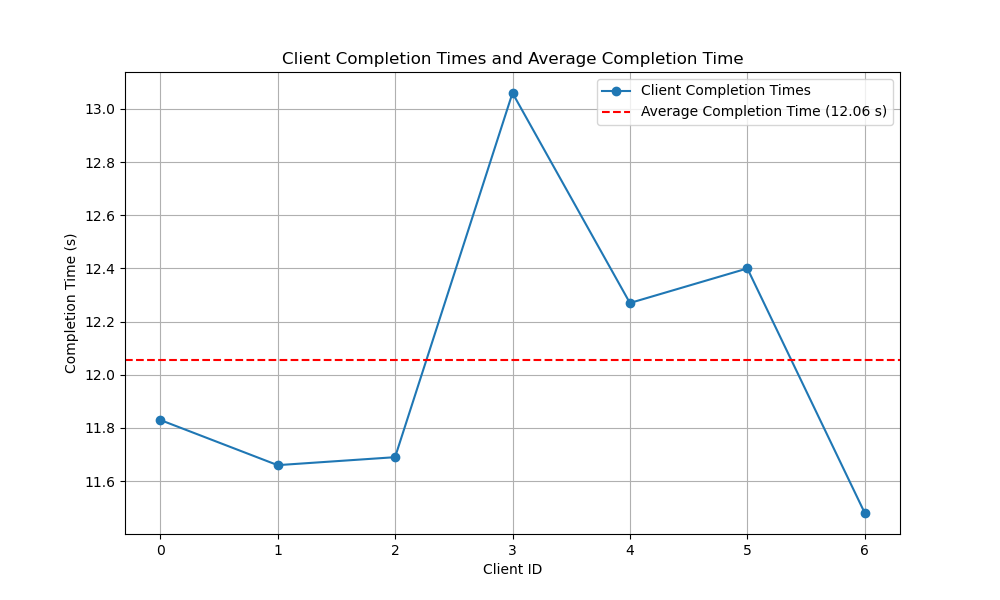 Client Completion Times and Average Completion Time
Client Completion Times
Average Completion Time (12.06 s)
Completion Time (s)
13.0
12.8
12.6
12.4
12.2
12.0
11.8
11.6
0 1 2 3 4 5 6
Client ID